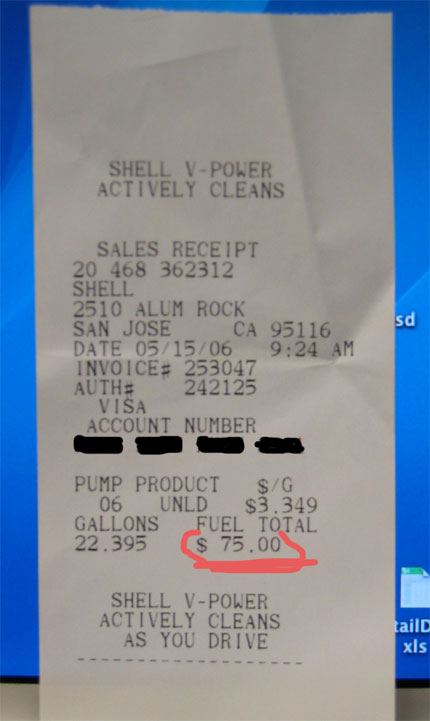 SHELL V-POWER
ACTIVELY CLEANS
SALES RECEIPT
20 468 362312
SHELL
2510 ALUM ROCK
SAN JOSE CA 95116
DATE 05/15/06 9:24 AM
INVOICE# 253047
AUTH# 242125
VISA
ACCOUNT NUMBER
PUMP PRODUCT $/G
06 UNLD $3.349
GALLONS FUEL TOTAL
22.395 $ 75.00
SHELL V-POWER
ACTIVELY CLEANS
AS YOU DRIVE
--------------------
sd
tailD
xls